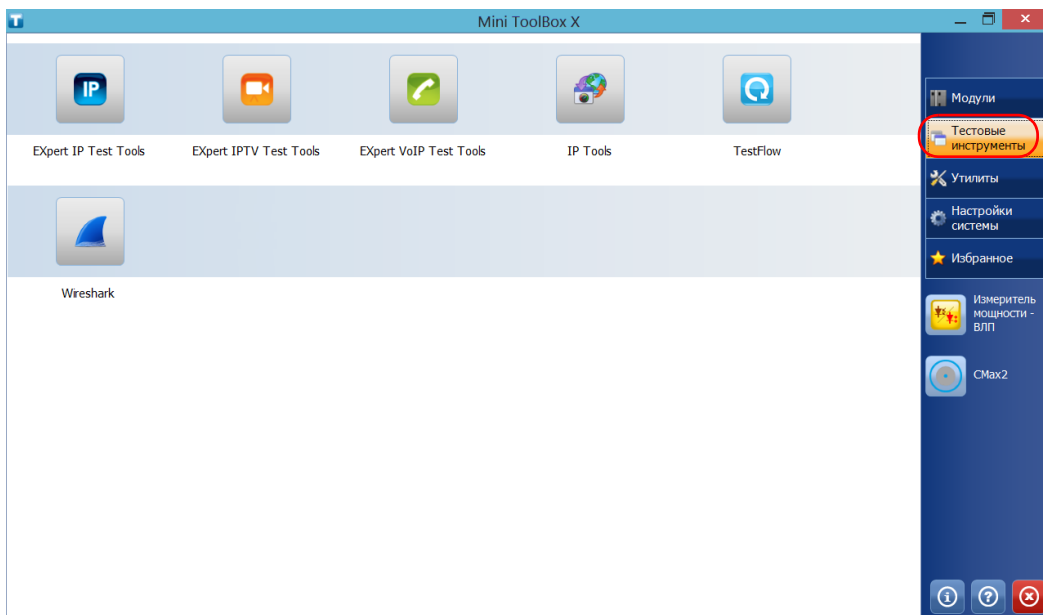 Mini ToolBox X
IP
EXpert IP Test Tools
EXpert IPTV Test Tools
EXpert VoIP Test Tools
IP Tools
TestFlow
Wireshark
Модули
Тестовые
инструменты
Утилиты
Настройки
системы
Избранное
Измеритель
мощности -
ВЛП
CMax2